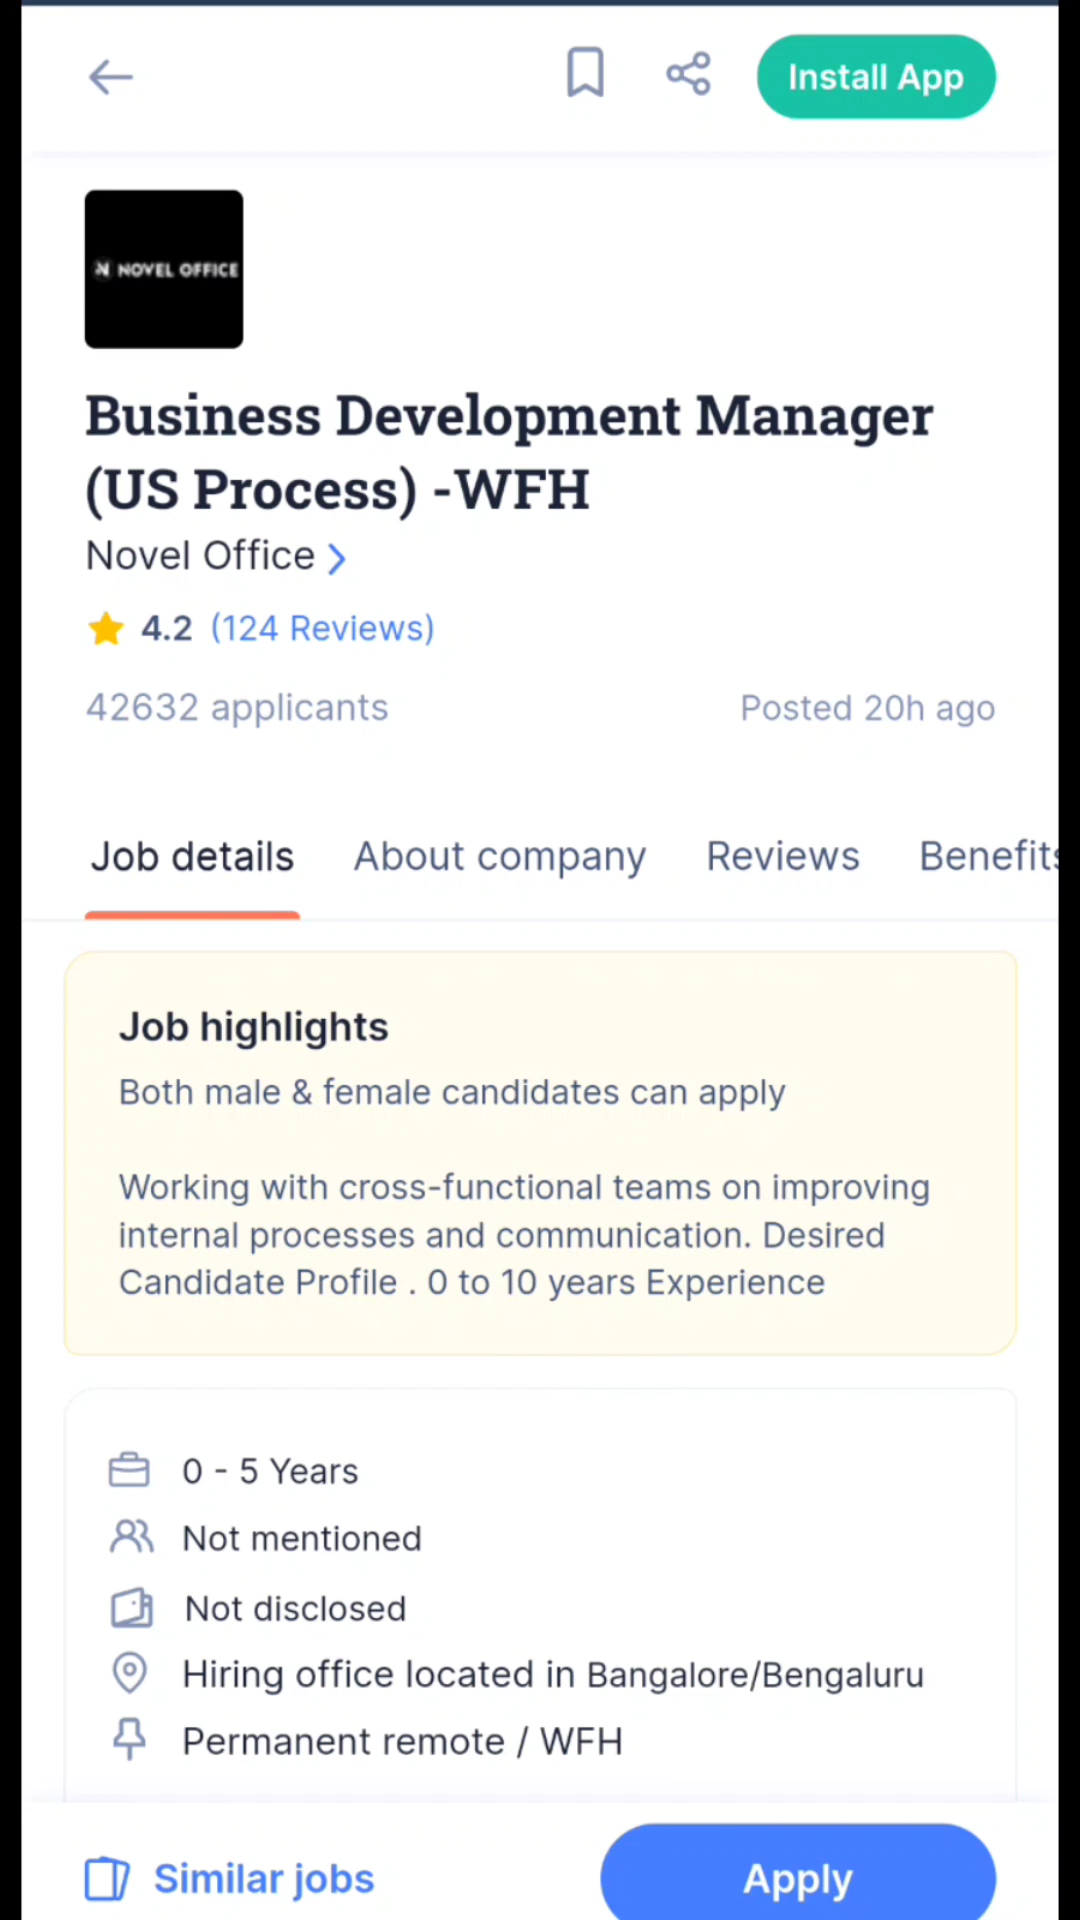 Install App
N NOVEL OFFICE
Business Development Manager
(US Process) -WFH
Novel Office
4.2 (124 Reviews)
42632 applicants Posted 20h ago
Job details About company Reviews Benefits
Job highlights
Both male & female candidates can apply
Working with cross-functional teams on improving
internal processes and communication. Desired
Candidate Profile . 0 to 10 years Experience
0 - 5 Years
Not mentioned
Not disclosed
Hiring office located in Bangalore/Bengaluru
Permanent remote / WFH
Similar jobs Apply